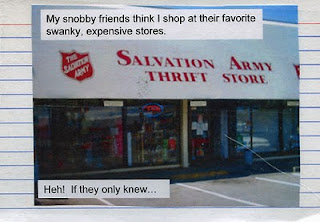 My snobby friends think I shop at their favorite
swanky, expensive stores.
THE
SALVATION
ARMY
SALVATION ARMY
THRIFT STORE
Heh! If they only knew…